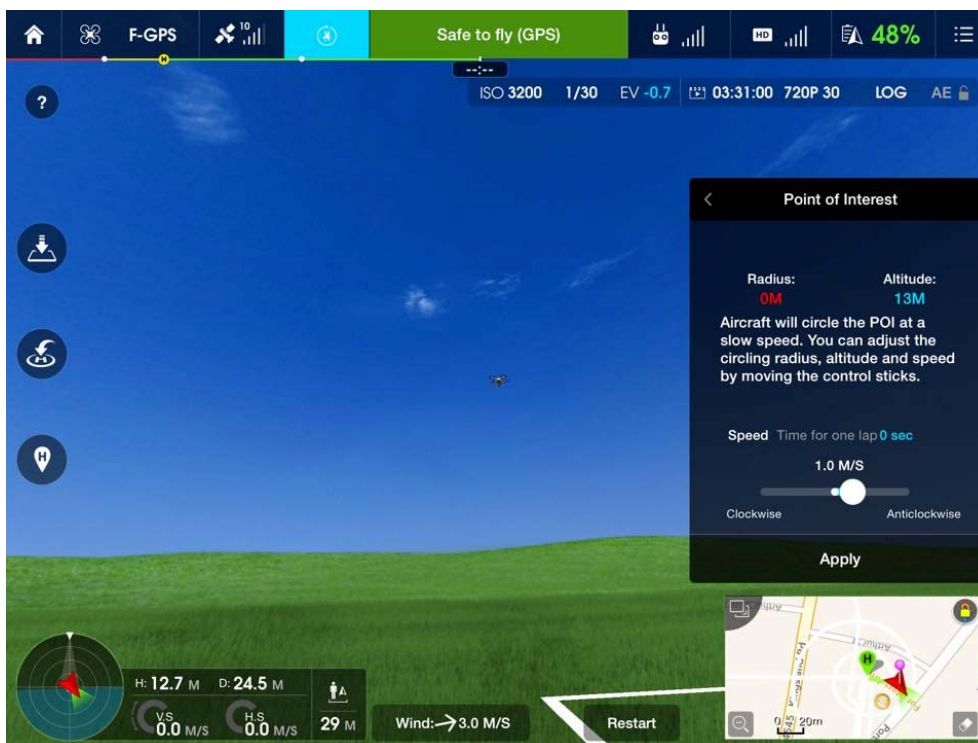 F-GPS
10
Safe to fly (GPS)
HD
48%
H
--:--
ISO 3200 1/30 EV -0.7 03:31:00 720P 30 LOG AE
?
Point of Interest
Radius: Altitude:
0M 13M
Aircraft will circle the POI at a
slow speed. You can adjust the
circling radius, altitude and speed
by moving the control sticks.
H
H
Speed Time for one lap 0 sec
1.0 M/S
Clockwise Anticlockwise
Apply
H: 12.7 M D: 24.5 M
V.S H.S
0.0 M/S 0.0 M/S
29 M
Wind: 3.0 M/S
Restart
H
S
0 20m